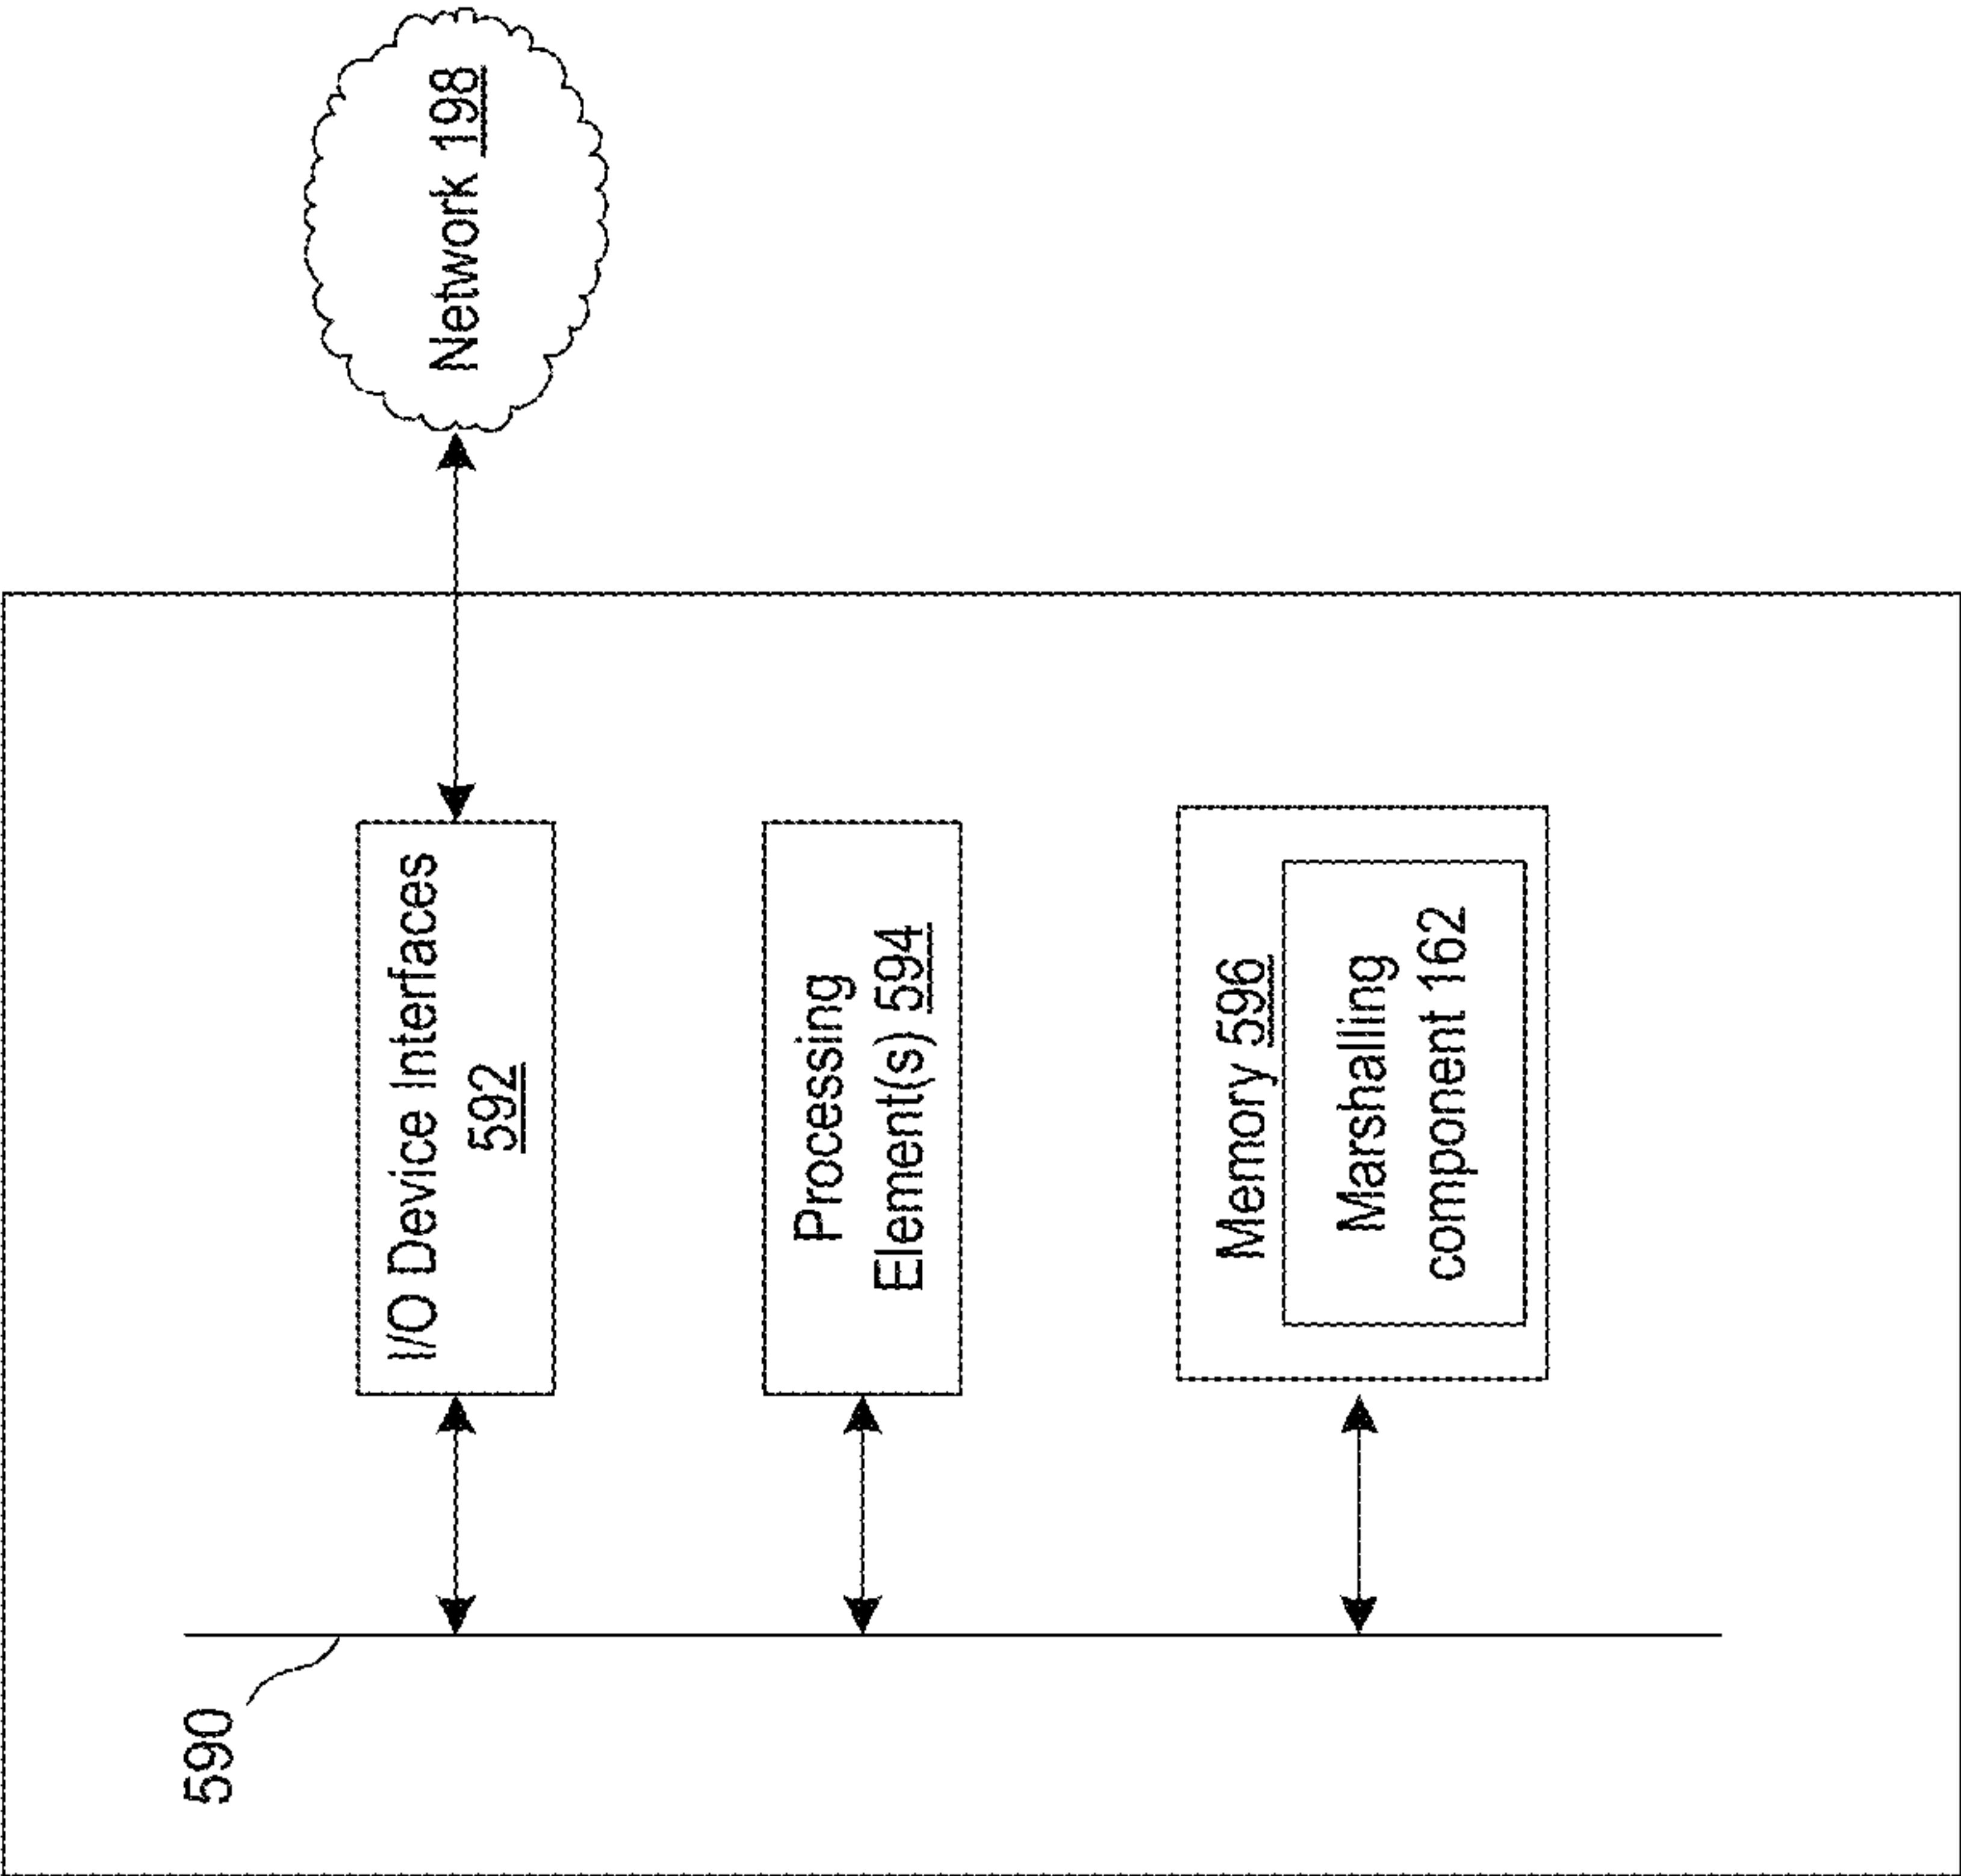 590
I/O Device Interfaces
592
Network 198
Processing
Element(s) 594
Memory 596
Marshalling
component 162